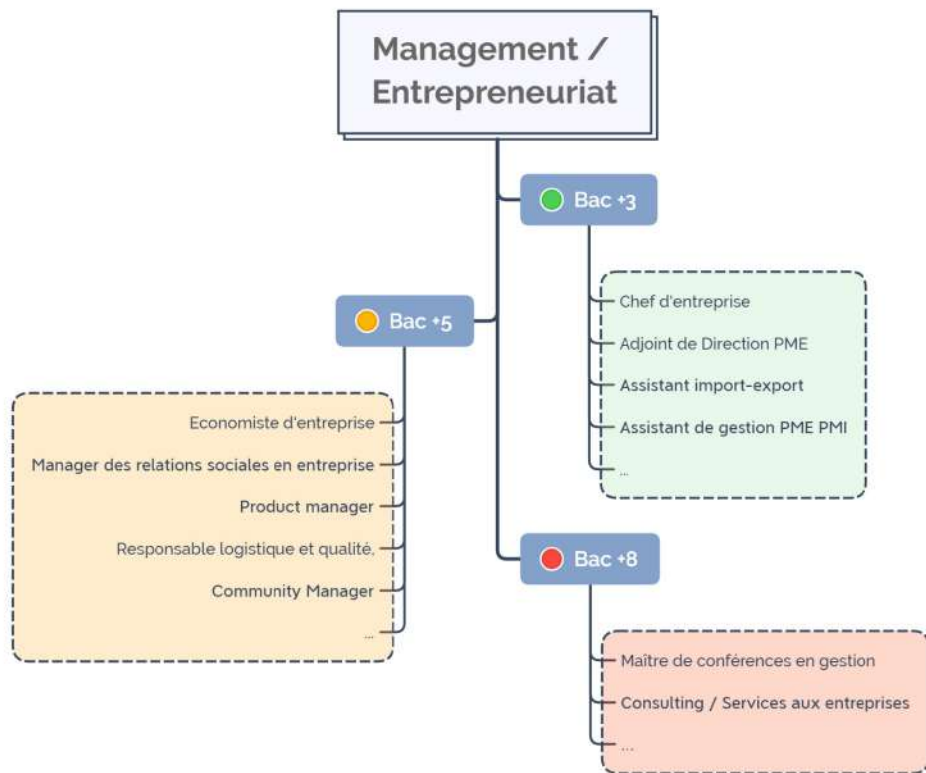 Management /
Entrepreneuriat
Bac +3
Chef d'entreprise
Adjoint de Direction PME
Assistant import-export
Assistant de gestion PME PMI
...
Bac +5
Economiste d'entreprise
Manager des relations sociales en entreprise
Product manager
Responsable logistique et qualité,
Community Manager
...
Bac +8
Maître de conférences en gestion
Consulting / Services aux entreprises
...